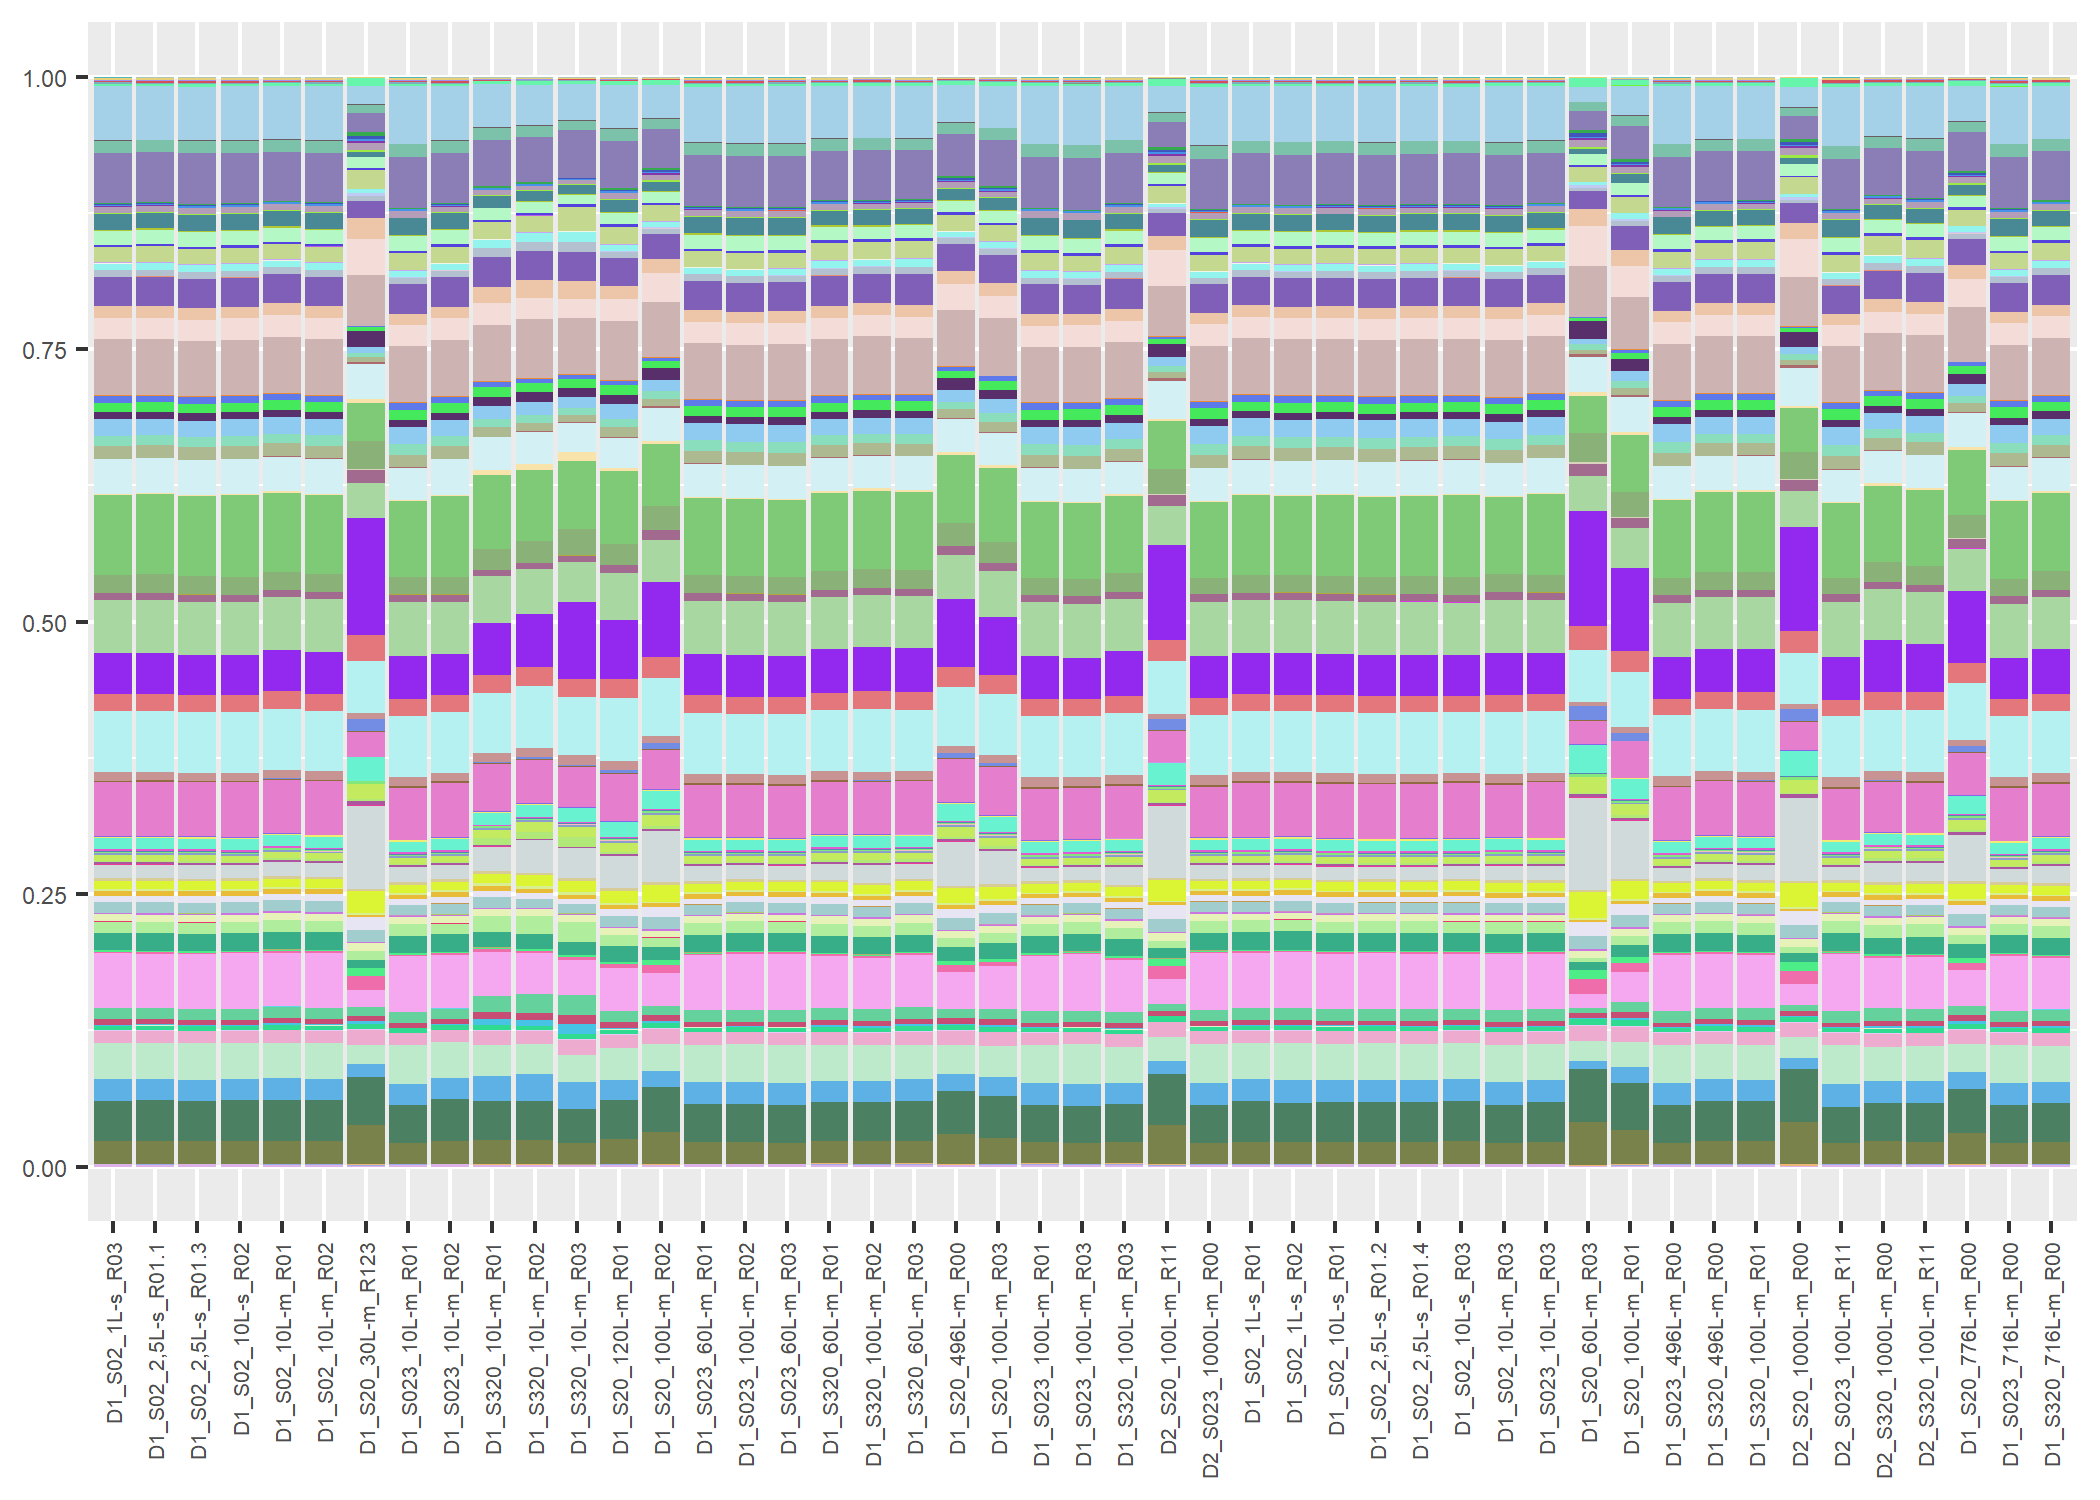 1.00
0.75
0.50
0.25
0.00
D1_S02_1L-s_R03
D1_S02_2,5L-s_R01.1
D1_S02_2,5L-s_R01.3
D1_S02_10L-s_R02
D1_S02_10L-m_R01
D1_S02_10L-m_R02
D1_S20_30L-m_R123
D1_S023_10L-m_R01
D1_S023_10L-m_R02
D1_S320_10L-m_R01
D1_S320_10L-m_R02
D1_S320_10L-m_R03
D1_S20_120L-m_R01
D1_S20_100L-m_R02
D1_S023_60L-m_R01
D1_S023_100L-m_R02
D1_S023_60L-m_R03
D1_S320_60L-m_R01
D1_S320_100L-m_R02
D1_S320_60L-m_R03
D1_S20_496L-m_R00
D1_S20_100L-m_R03
D1_S023_100L-m_R01
D1_S023_100L-m_R03
D1_S320_100L-m_R03
D2_S20_100L-m_R11
D2_S023_1000L-m_R00
D1_S02_1L-s_R01
D1_S02_1L-s_R02
D1_S02_10L-s_R01
D1_S02_2,5L-s_R01.2
D1_S02_2,5L-s_R01.4
D1_S02_10L-s_R03
D1_S02_10L-m_R03
D1_S023_10L-m_R03
D1_S20_60L-m_R03
D1_S20_100L-m_R01
D1_S023_496L-m_R00
D1_S320_496L-m_R00
D1_S320_100L-m_R01
D2_S20_1000L-m_R00
D2_S023_100L-m_R11
D2_S320_1000L-m_R00
D2_S320_100L-m_R11
D1_S20_776L-m_R00
D1_S023_716L-m_R00
D1_S320_716L-m_R00